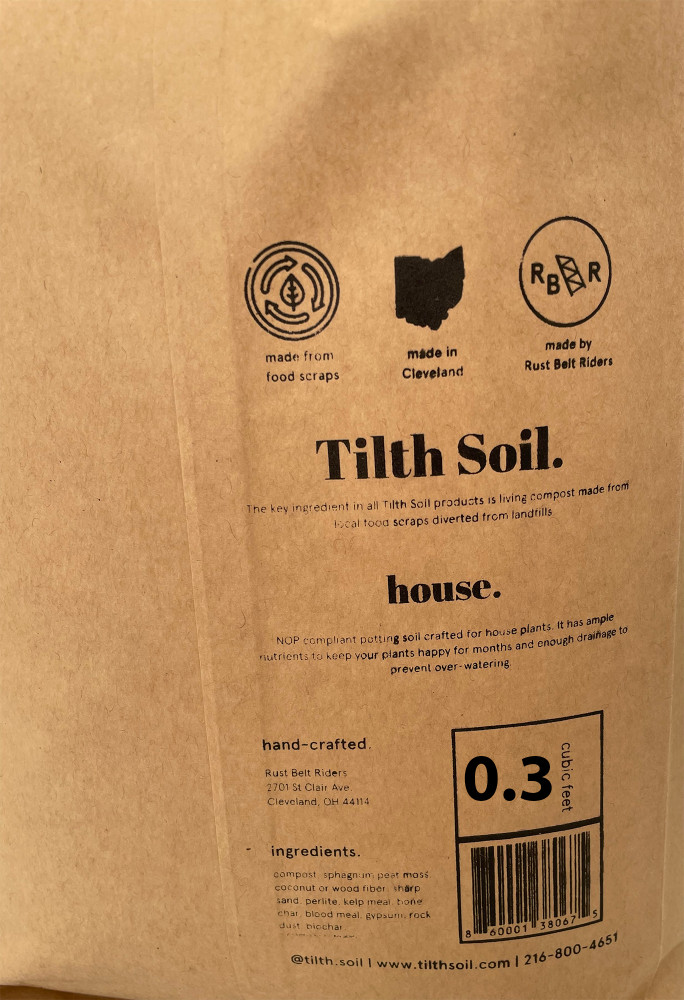 made from
food scraps
made in
Cleveland
RB R
made by
Rust Belt Riders
Tilth Soil.
The key ingredient in all Tilth Soil products is living compost made from
local food scraps diverted from landfills
house.
NOP compliant potting soil crafted for house plants. It has ample
nutrients to keep your plants happy for months and enough drainage to
prevent over-watering.
hand-crafted.
Rust Belt Riders
2701 St Clair Ave.
Cleveland, OH 44114
0.3
cubic feet
ingredients.
compost, sphagnum peat moss,
coconut or wood fiber, sharp
sand, perlite, kelp meal, bone
char, blood meal, gypsum, rock
dust, biochar
8 60001 38067 5
@tilth.soil | www.tilthsoil.com | 216-800-4651